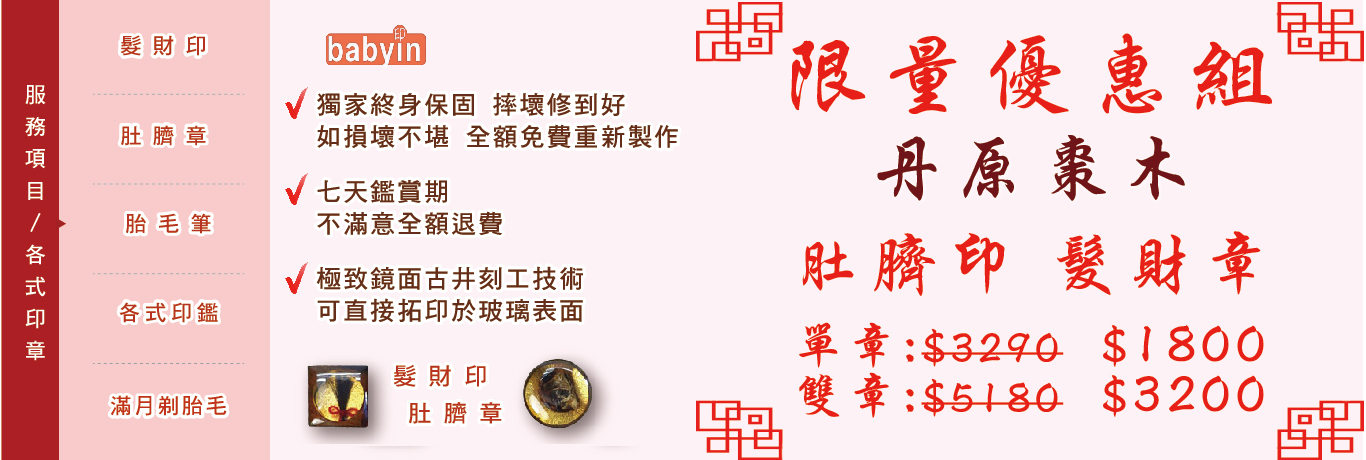 服務項目/各式印章
髮財印
肚臍章
胎毛筆
各式印鑑
滿月剃胎毛
印
babyin
獨家終身保固 摔壞修到好
如損壞不堪 全額免費重新製作
七天鑑賞期
不滿意全額退費
極致鏡面古井刻工技術
可直接拓印於玻璃表面
髮財印
肚臍章
限量優惠組
丹原棗木
肚臍印 髮財章
單章:$3290 $1800
雙章:$5180 $3200